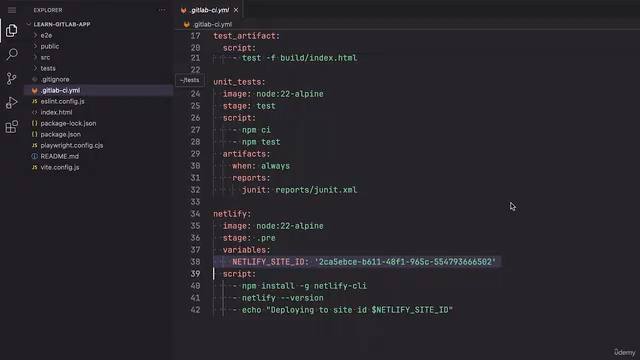 EXPLORER
LEARN-GITLAB-APP
e2e
public
src
tests
.gitignore
.gitlab-ci.yml
eslint.config.js
index.html
package-lock.json
package.json
playwright.config.cjs
README.md
vite.config.js
~/tests
.gitlab-ci.yml
.gitlab-ci.yml
17 test_artifact:
20 script:
21 - test -f build/index.html
22
unit_tests:
24 image: node:22-alpine
25 stage: test
26 script:
27 - npm ci
28 - npm test
29 artifacts:
30 when: always
31 reports:
32 junit: reports/junit.xml
33
34 netlify:
35 image: node:22-alpine
36 stage: .pre
37 variables:
38 NETLIFY_SITE_ID: '2ca5ebce-b611-48f1-965c-554793666502'
39 script:
40 - npm install -g netlify-cli
41 - netlify --version
42 - echo "Deploying to site id $NETLIFY_SITE_ID"
Udemy